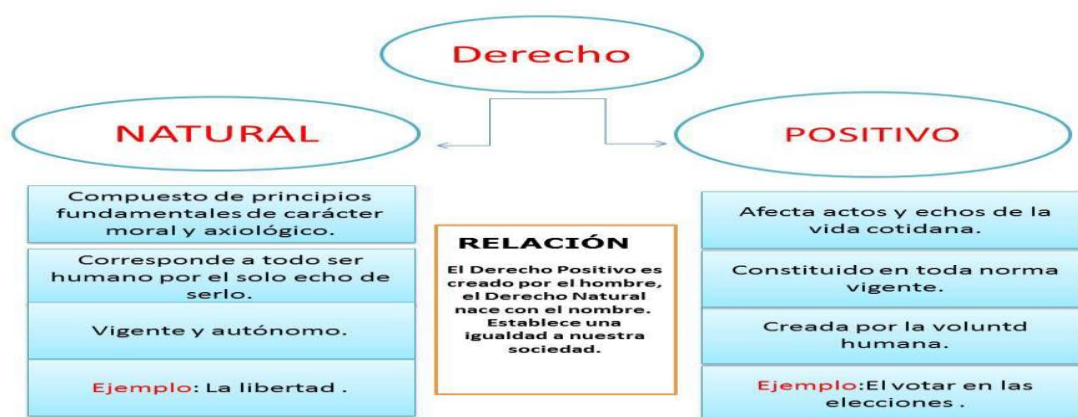 Derecho
NATURAL
Compuesto de principios
fundamentales de carácter
moral y axiológico.
Corresponde a todo ser
humano por el solo echo de
serlo.
Vigente y autónomo.
Ejemplo: La libertad .
RELACIÓN
El Derecho Positivo es
creado por el hombre,
el Derecho Natural
nace con el nombre.
Establece una
igualdad a nuestra
sociedad.
POSITIVO
Afecta actos y echos de la
vida cotidana.
Constituido en toda norma
vigente.
Creada por la voluntd
humana.
Ejemplo:El votar en las
elecciones .